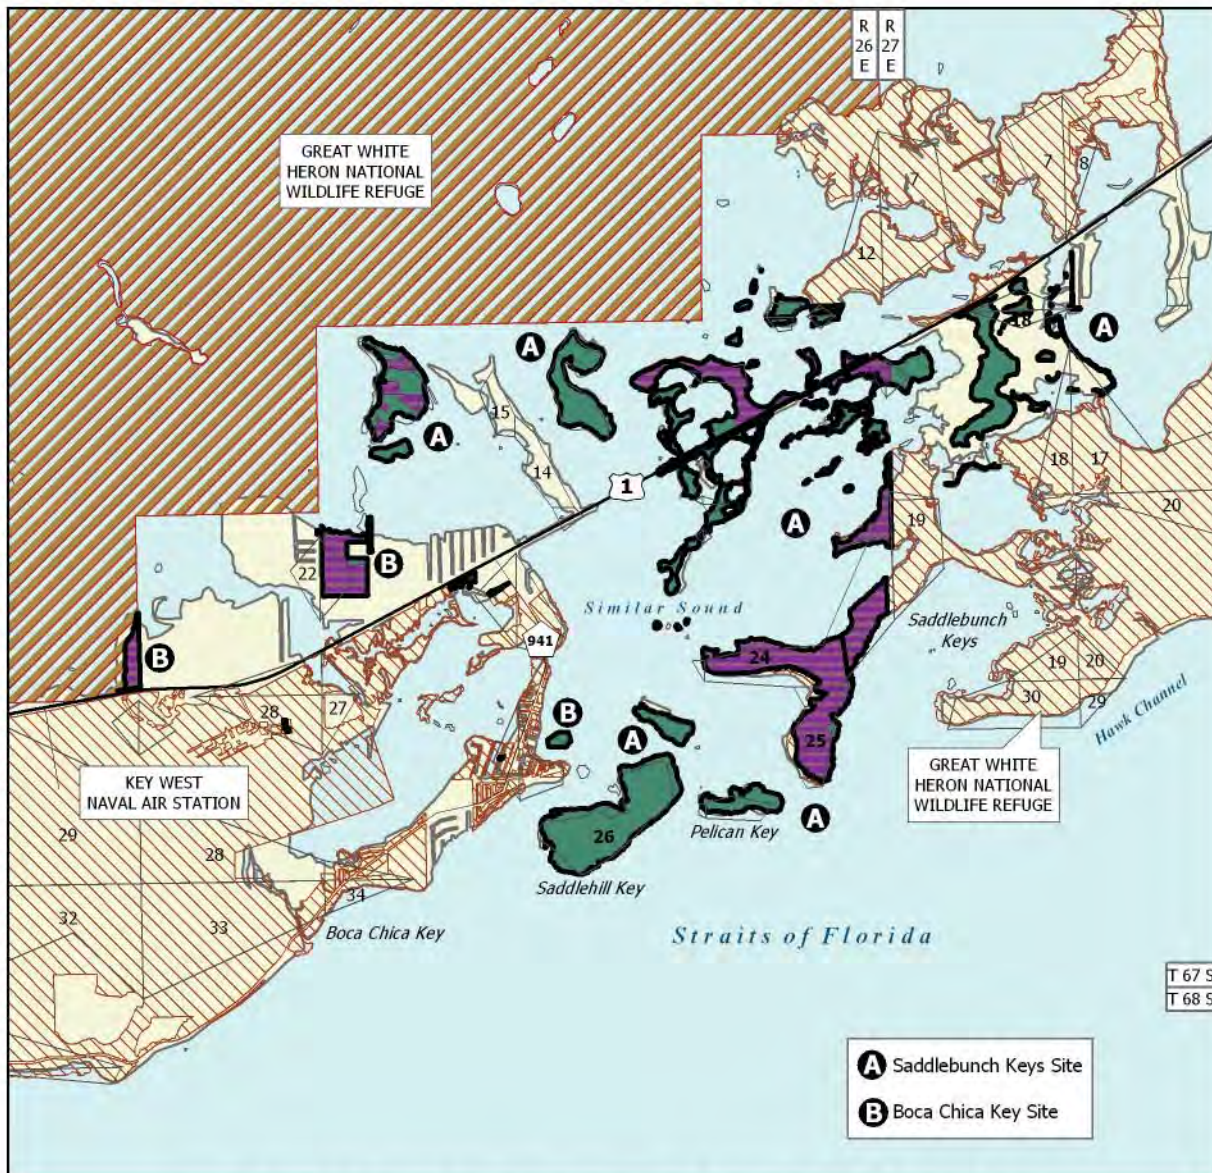 R
26
E
R
27
E
GREAT WHITE
HERON NATIONAL
WILDLIFE REFUGE
7
8
7
12
18
A
A
15
A
14
18
17
20
1
A
19
B
22
Similar Sound
Saddlebunch
Keys
941
B
24
19
20
30
29
Hawk Channel
28
27
B
A
25
KEY WEST
NAVAL AIR STATION
GREAT WHITE
HERON NATIONAL
WILDLIFE REFUGE
29
28
26
Pelican Key
A
Saddlehill Key
34
32
33
Boca Chica Key
Straits of Florida
T 67 S
T 68 S
A Saddlebunch Keys Site
B Boca Chica Key Site